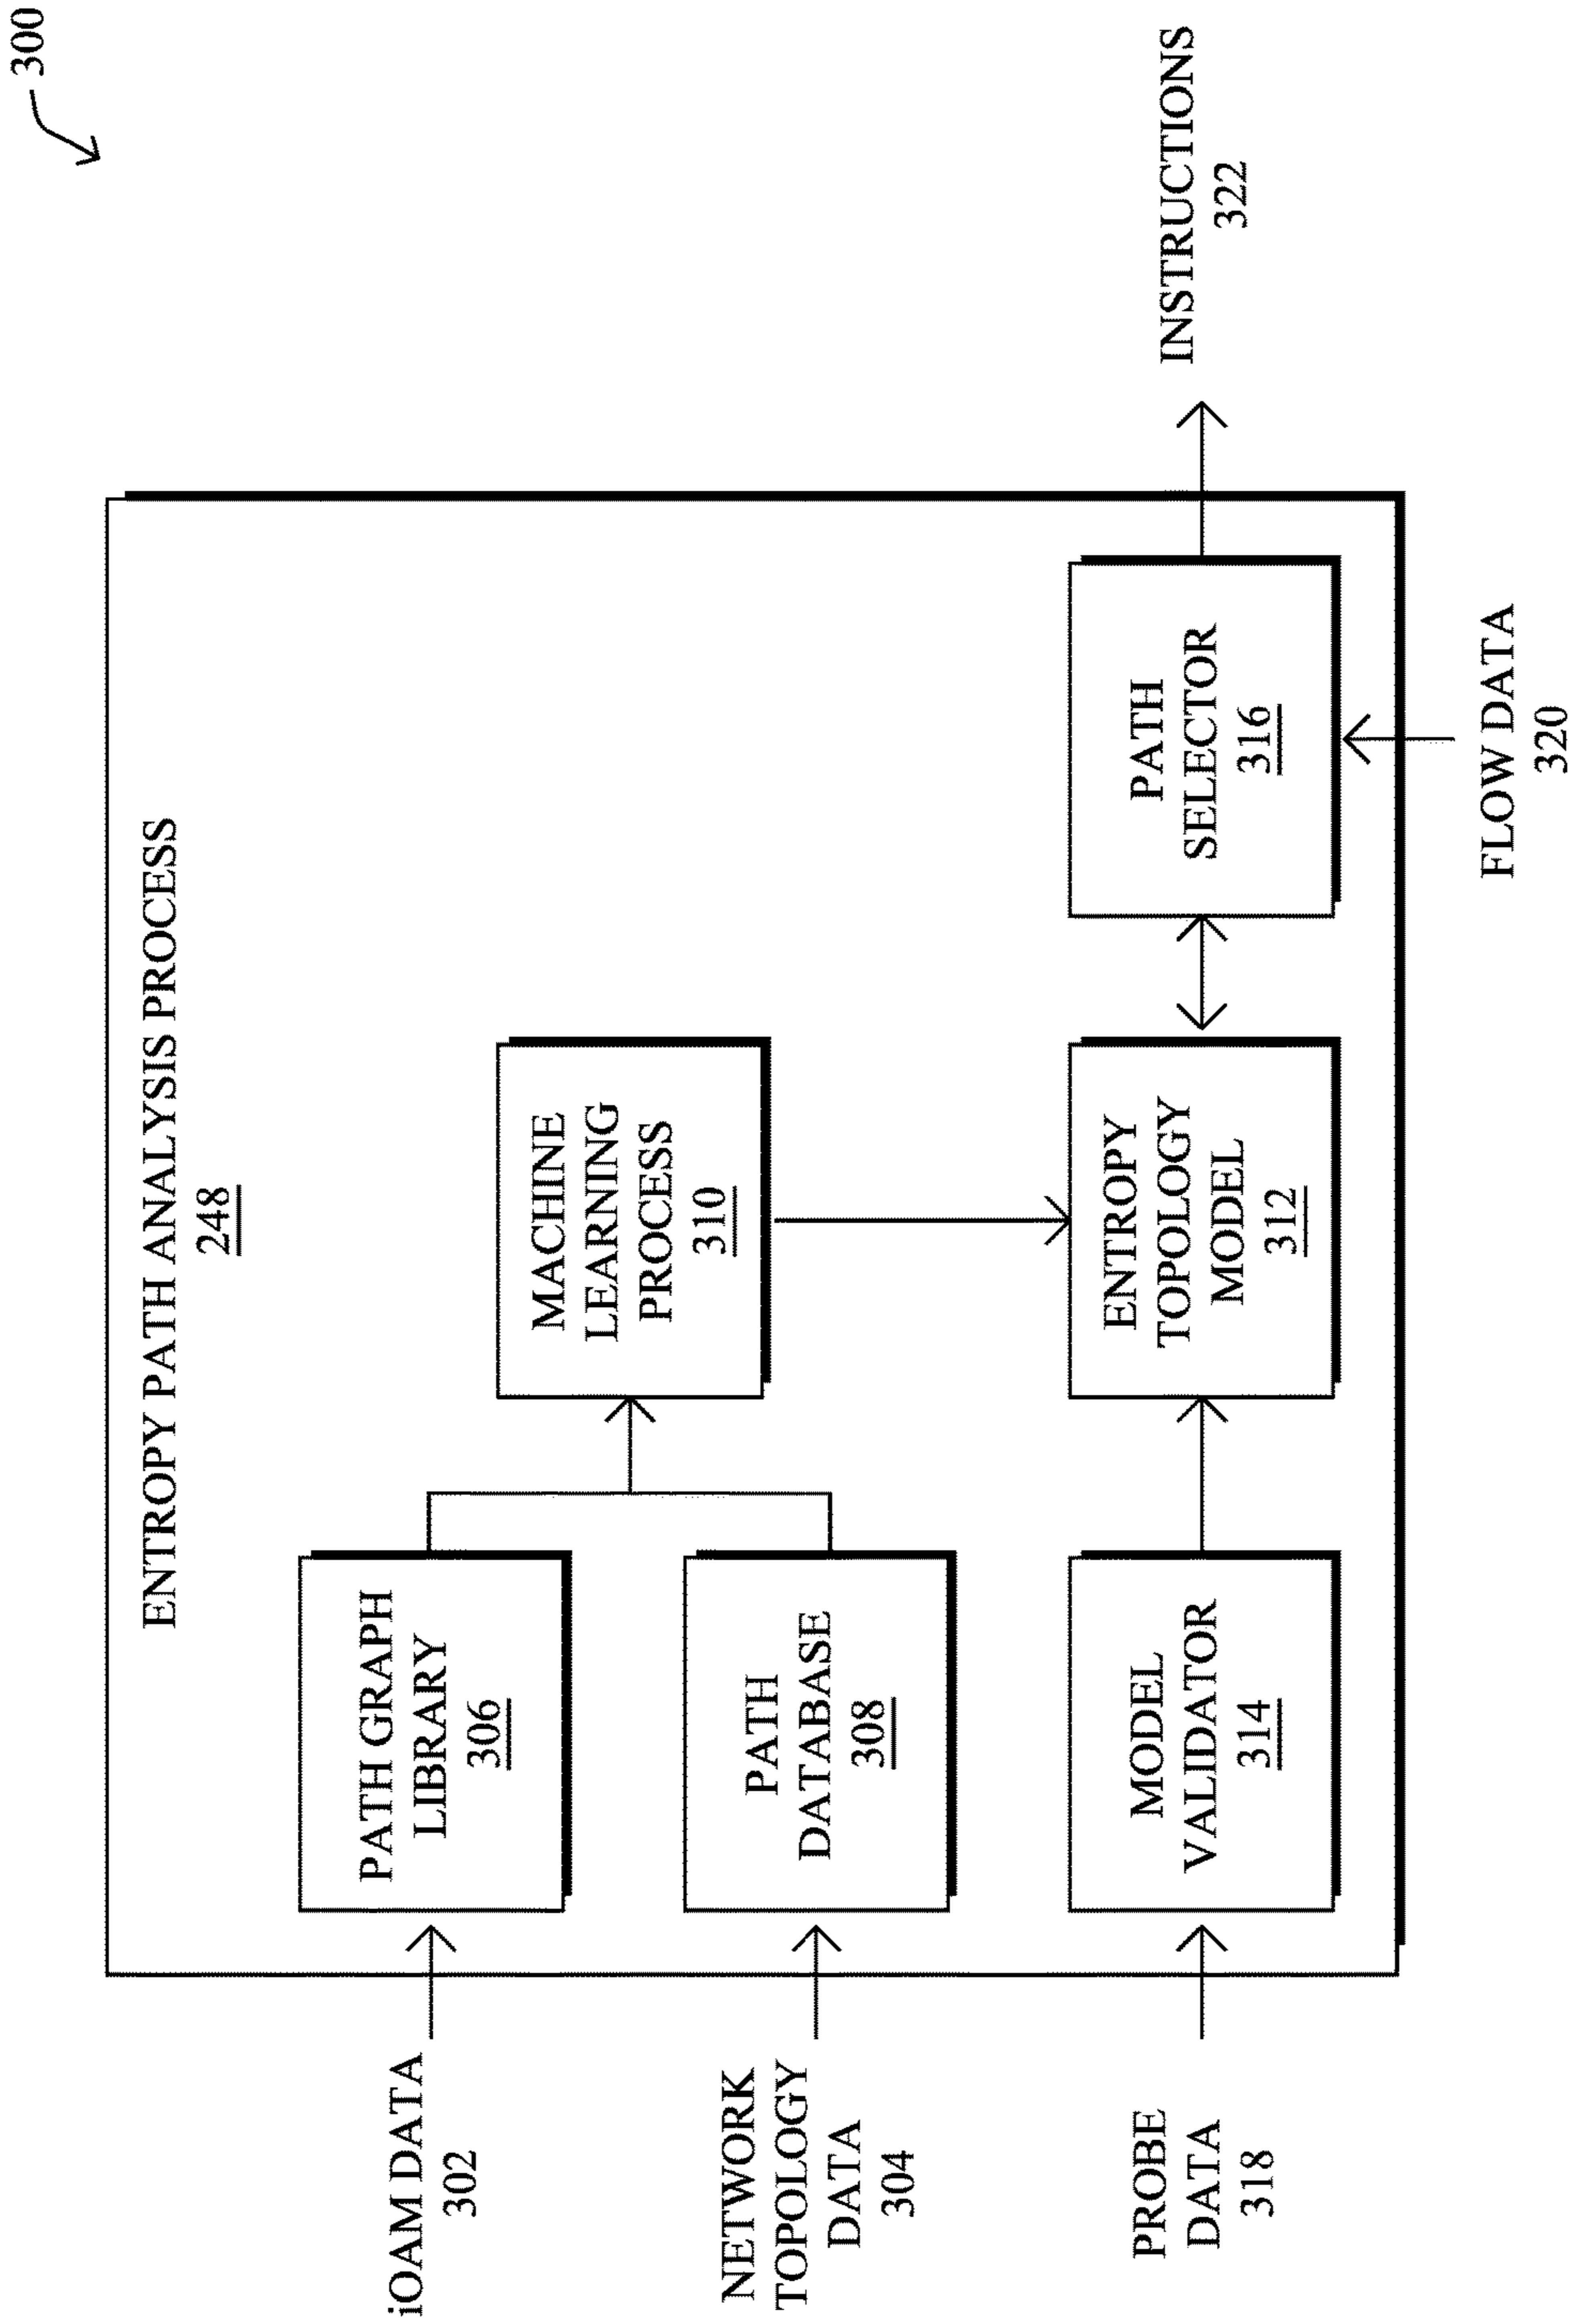 300
ENTROPY PATH ANALYSIS PROCESS
248
iOAM DATA
302
PATH GRAPH
LIBRARY
306
MACHINE
LEARNING
PROCESS
310
NETWORK
TOPOLOGY
DATA
304
PATH
DATABASE
308
PROBE
DATA
318
MODEL
VALIDATOR
314
ENTROPY
TOPOLOGY
MODEL
312
PATH
SELECTOR
316
INSTRUCTIONS
322
FLOW DATA
320